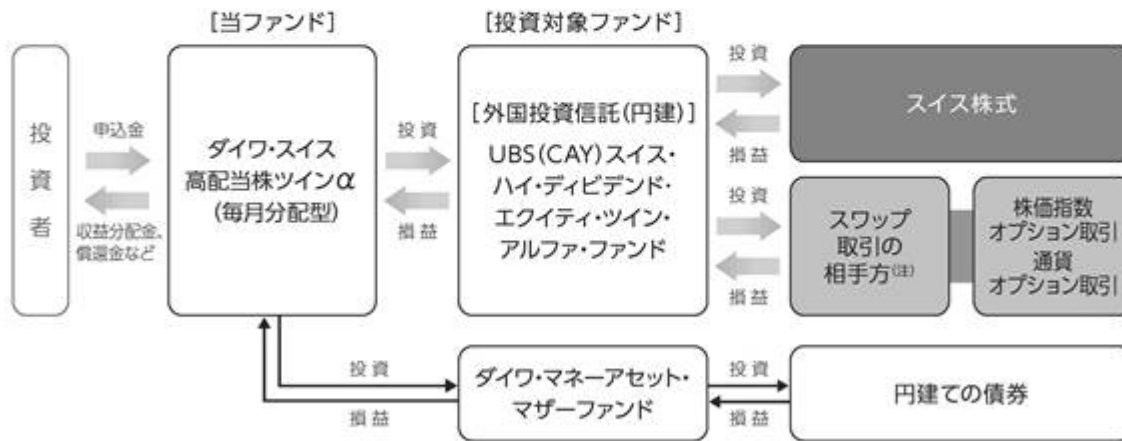 [当ファンド]
[投資対象ファンド]
投資者
申込金
収益分配金、
償還金など
ダイワ・スイス
高配当株ツインα
(毎月分配型)
投資
損益
[外国投資信託(円建)]
UBS(CAY)スイス・
ハイ・ディビデンド・
エクイティ・ツイン・
アルファ・ファンド
投資
損益
スイス株式
投資
損益
スワップ
取引の
相手方(注)
株価指数
オプション取引
通貨
オプション取引
投資
損益
ダイワ・マネーアセット・
マザーファンド
投資
損益
円建ての債券